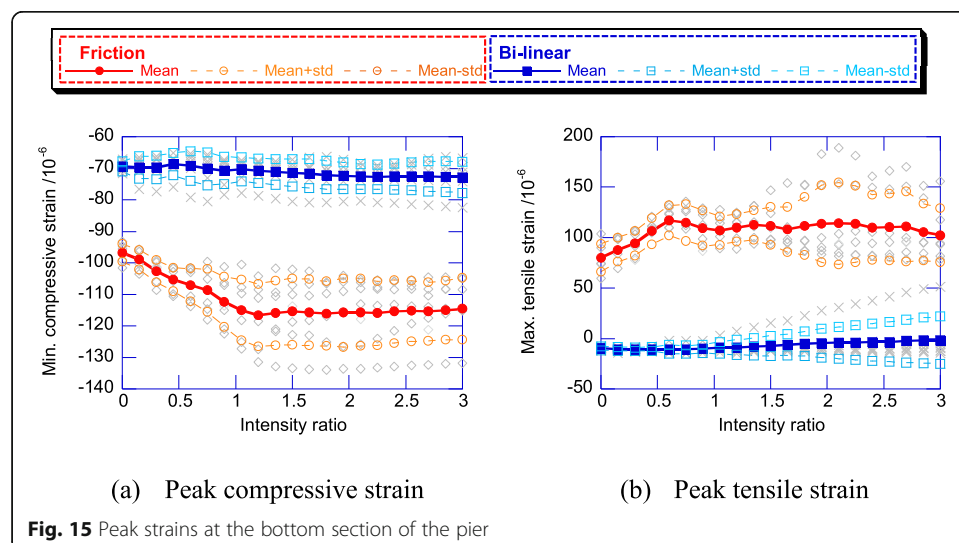 Friction
Mean Mean+std Mean-std
Bi-linear
Mean Mean+std Mean-std
Min. compressive strain /10-6
-60
-70
-80
-90
-100
-110
-120
-130
-140
0 0.5 1 1.5 2 2.5 3
Intensity ratio
(a) Peak compressive strain
Max. tensile strain /10-6
200
150
100
50
0
-50
0 0.5 1 1.5 2 2.5 3
Intensity ratio
(b) Peak tensile strain
Fig. 15 Peak strains at the bottom section of the pier